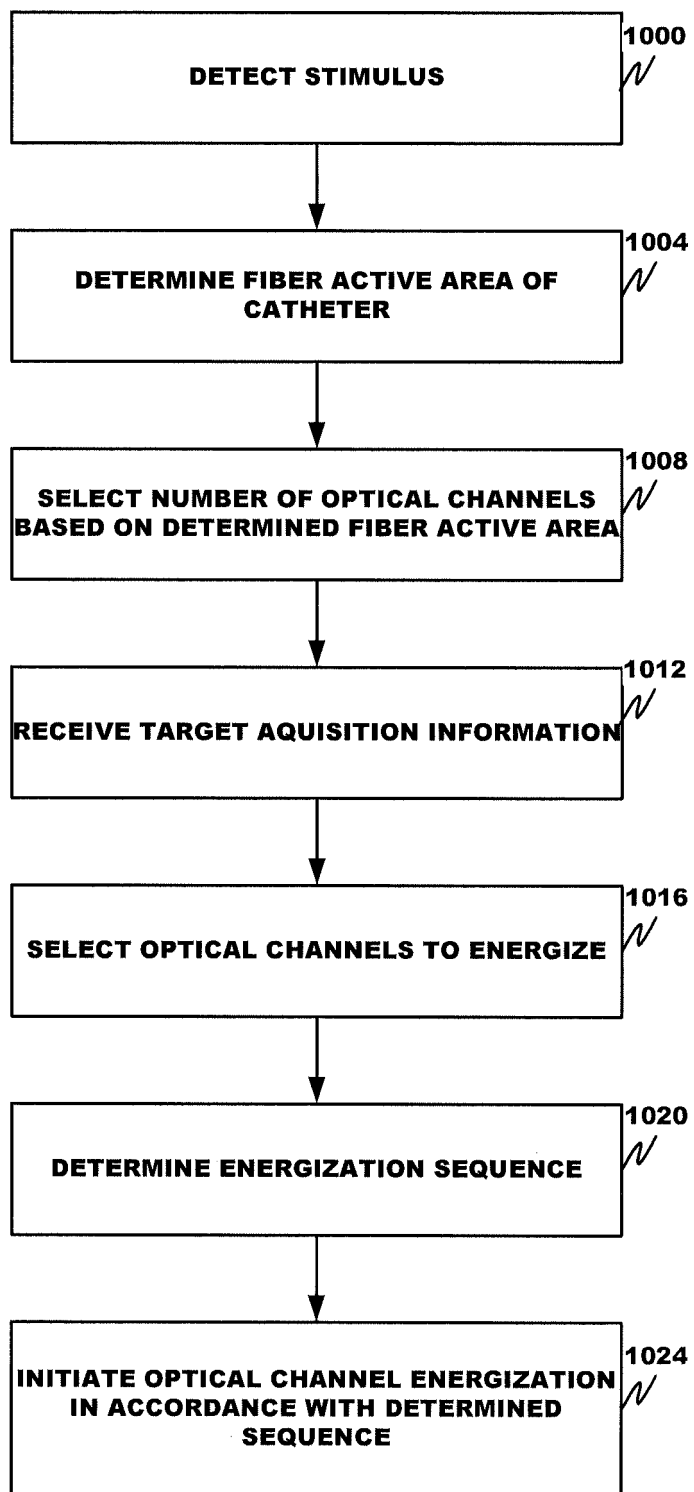 1000
DETECT STIMULUS
1004
DETERMINE FIBER ACTIVE AREA OF
CATHETER
1008
SELECT NUMBER OF OPTICAL CHANNELS
BASED ON DETERMINED FIBER ACTIVE AREA
1012
RECEIVE TARGET AQUISITION INFORMATION
1016
SELECT OPTICAL CHANNELS TO ENERGIZE
1020
DETERMINE ENERGIZATION SEQUENCE
1024
INITIATE OPTICAL CHANNEL ENERGIZATION
IN ACCORDANCE WITH DETERMINED
SEQUENCE